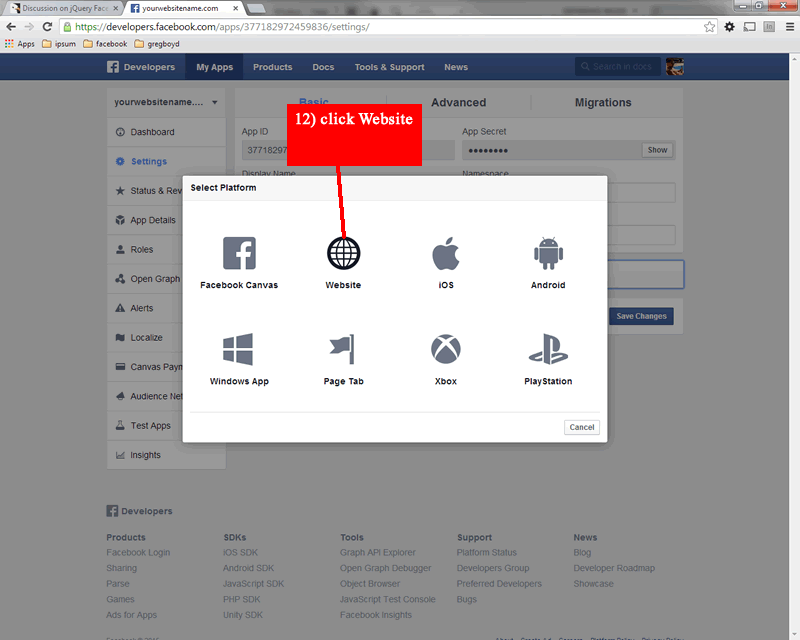 Discussion on jQuery Fac
yourwebsitename.com
https://developers.facebook.com/apps/377182972459836/settings/
Apps ipsum facebook gregboyd
Developers My Apps Products Docs Tools & Support News Search in docs
yourwebsitename.... Basic Advanced Migrations
12) click Website
Dashboard
Settings
Status & Rev
App Details
Roles
Open Graph
Alerts
Localize
Canvas Paym
Audience Net
Test Apps
Insights
App ID App Secret
37718297 •••••••• Show
Display Name Namespace
Select Platform
Facebook Canvas Website iOS Android
Windows App Page Tab Xbox PlayStation
Cancel
Save Changes
Developers
Products SDKs Tools Support News
Facebook Login iOS SDK Graph API Explorer Platform Status Blog
Sharing Android SDK Open Graph Debugger Developers Group Developer Roadmap
Parse JavaScript SDK Object Browser Preferred Developers Showcase
Games PHP SDK JavaScript Test Console Bugs
Ads for Apps Unity SDK Facebook Insights